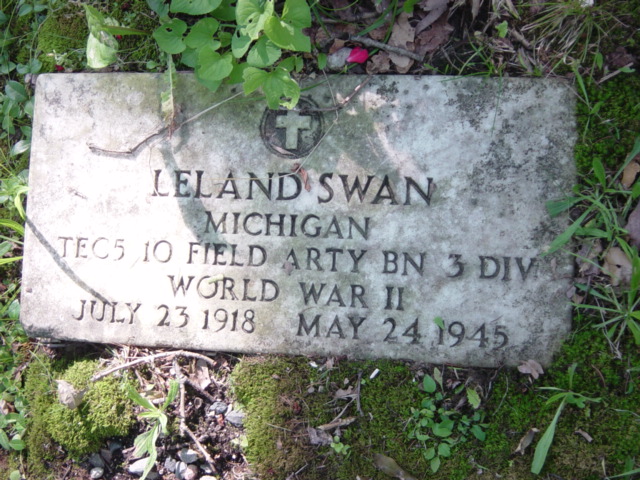 LELAND SWAN
MICHIGAN
TEC5 10 FIELD ARTY BN 3 DIV
WORLD WAR II
JULY 23 1918 MAY 24 1945